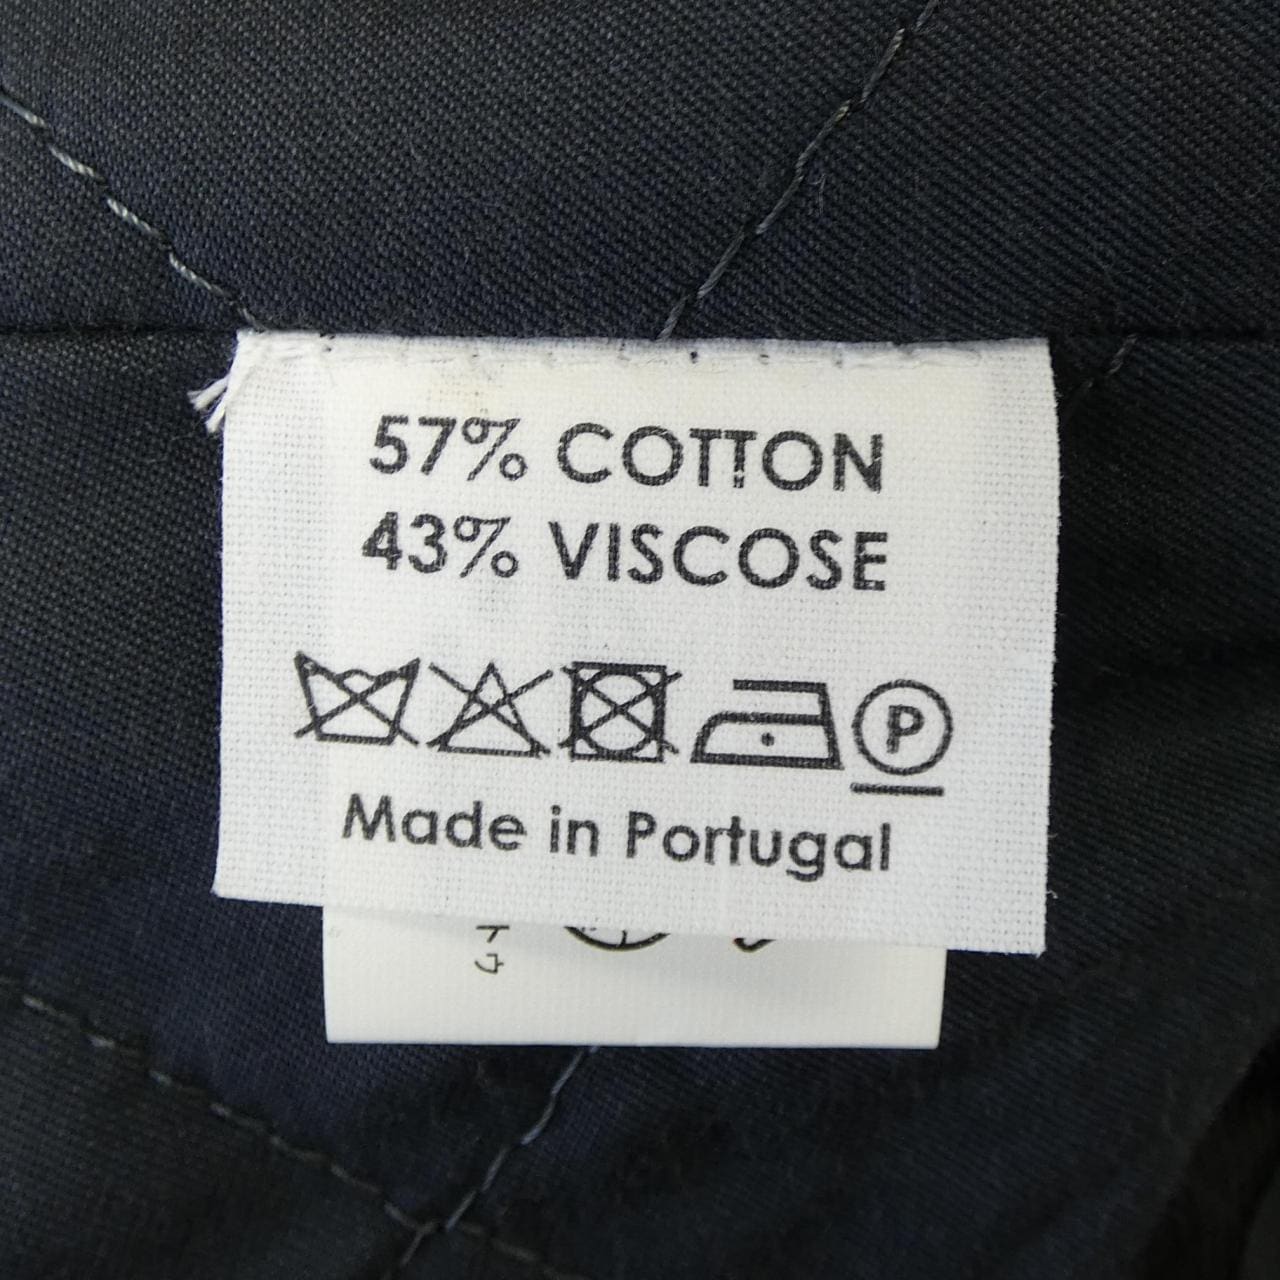 57% COTTON
43% VISCOSE
P
Made in Portugal